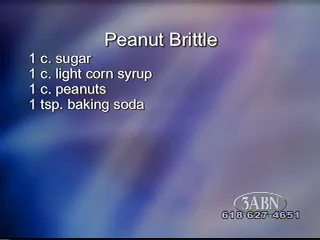 Peanut Brittle
1 c. sugar
1 c. light corn syrup
1 c. peanuts
1 tsp. baking soda
3ABN
618-627-4651